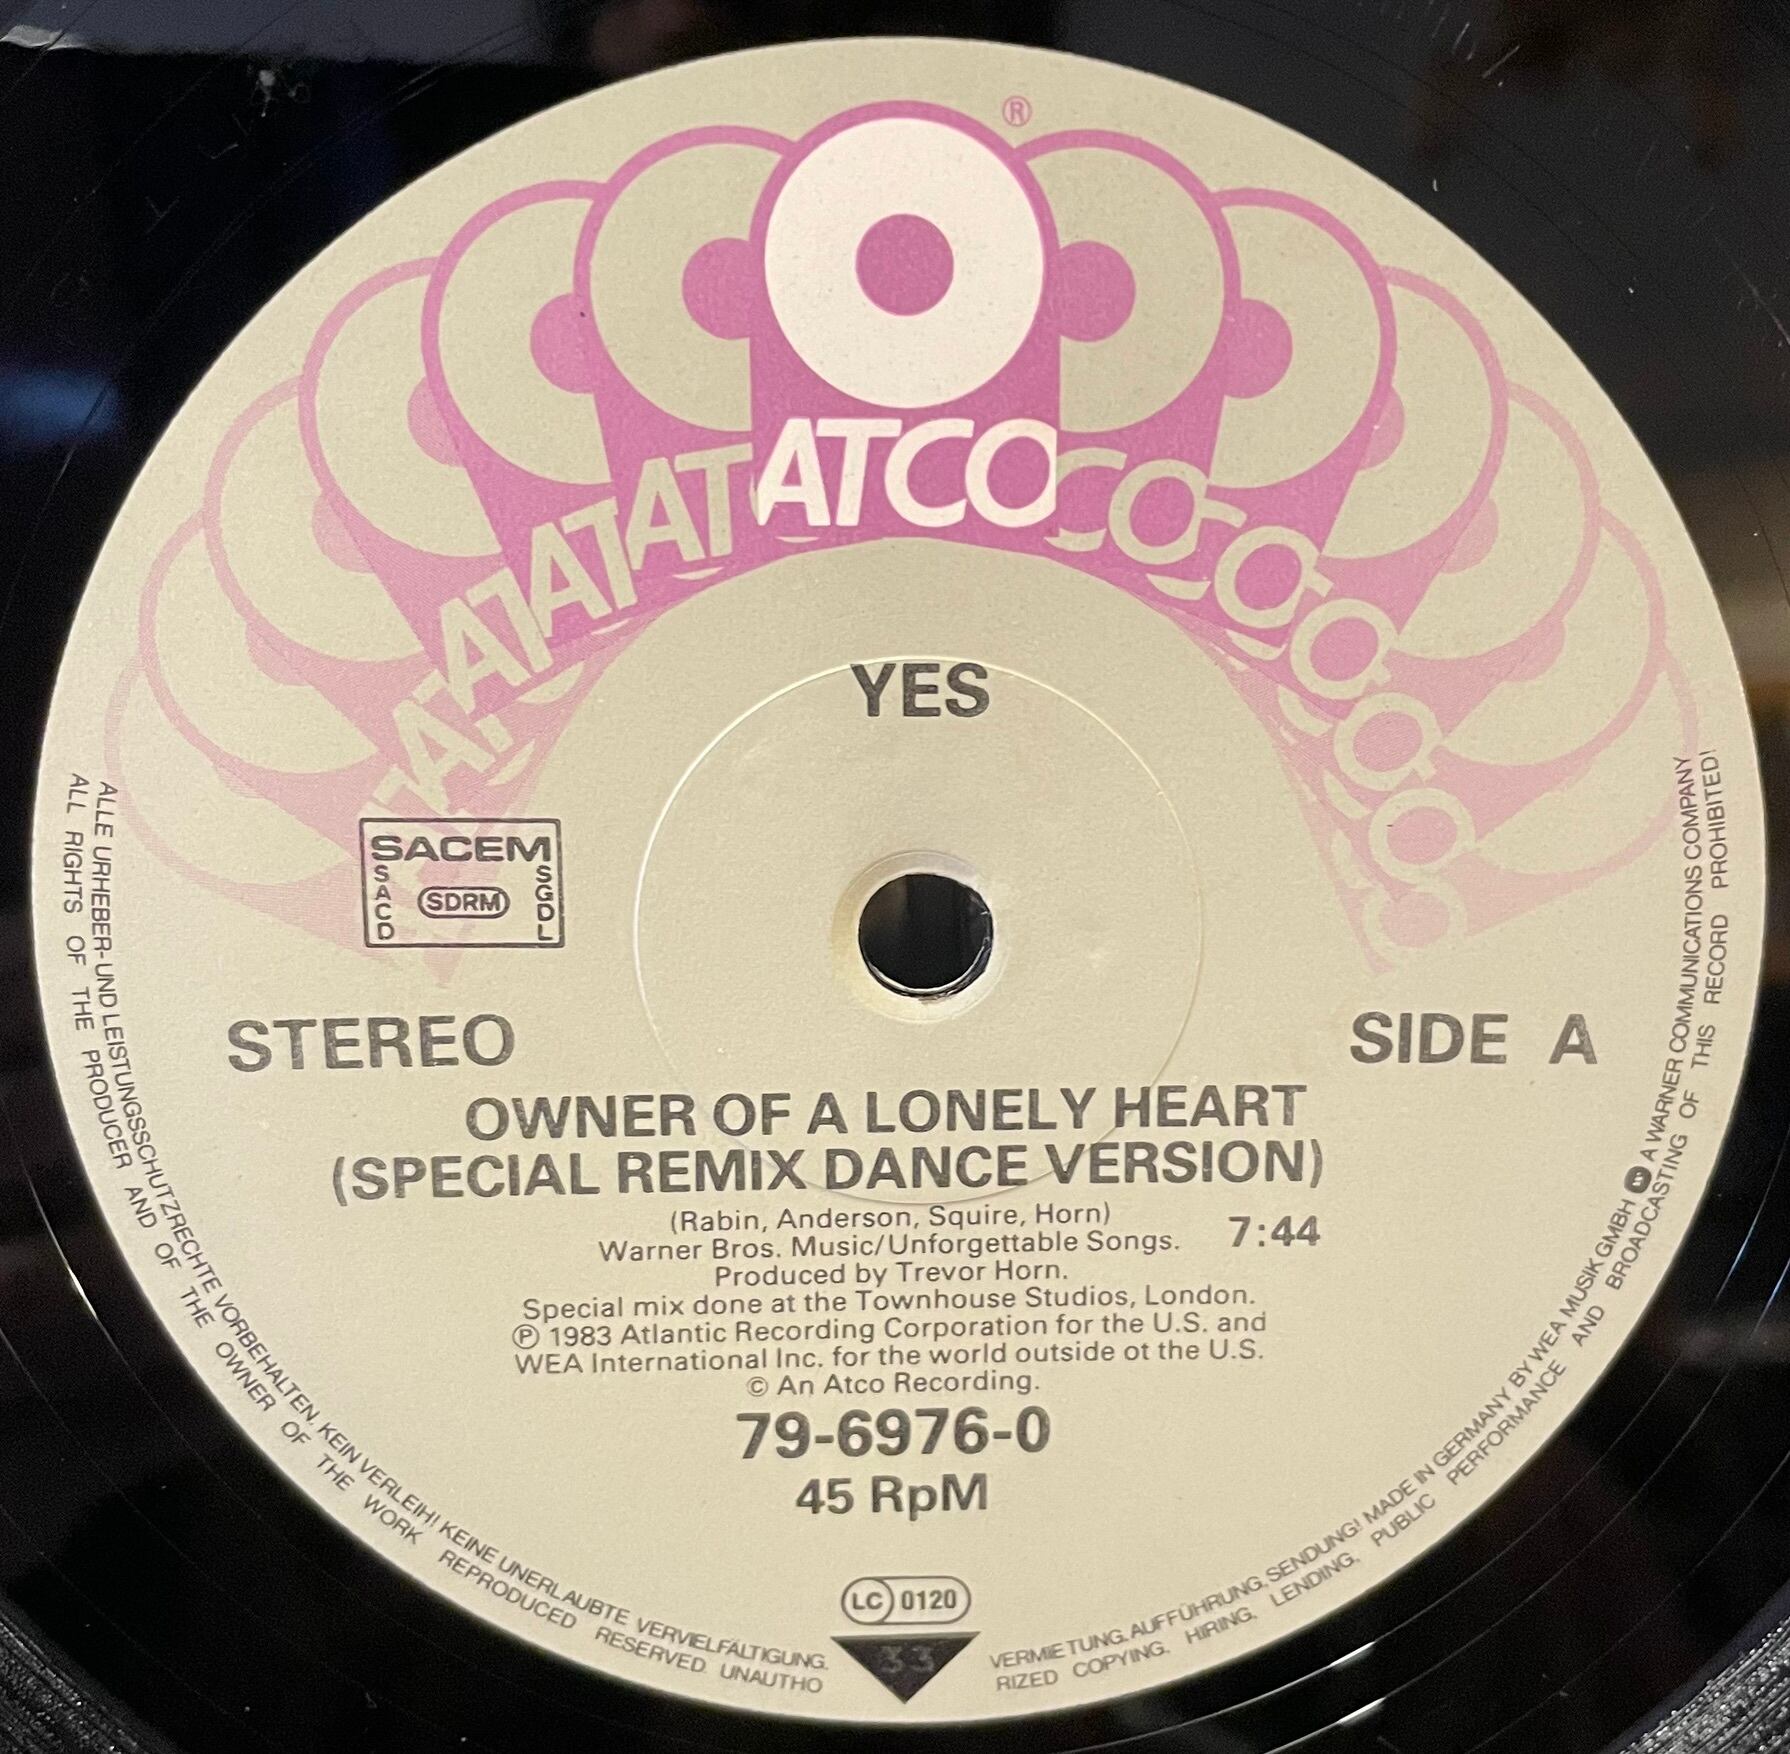 ®
ATCO
YES
SACEM
SACD
SDRM
SGDL
STEREO
SIDE A
OWNER OF A LONELY HEART
(SPECIAL REMIX DANCE VERSION)
(Rabin, Anderson, Squire, Horn)
Warner Bros. Music/Unforgettable Songs.
7:44
Produced by Trevor Horn.
Special mix done at the Townhouse Studios, London.
℗ 1983 Atlantic Recording Corporation for the U.S. and
WEA International Inc. for the world outside ot the U.S.
© An Atco Recording.
79-6976-0
45 RpM
LC 0120
33
ALLE URHEBER- UND LEISTUNGSSCHUTZRECHTE VORBEHALTEN. KEIN VERLEIH! KEINE UNERLAUBTE VERVIELFÄLTIGUNG. VERMIETUNG. AUFFÜHRUNG. SENDUNG! MADE IN GERMANY BY WEA MUSIK GMBH A WARNER COMMUNICATIONS COMPANY
ALL RIGHTS OF THE PRODUCER AND OF THE OWNER OF THE WORK REPRODUCED RESERVED. UNAUTHO RIZED COPYING. HIRING. LENDING. PUBLIC PERFORMANCE AND BROADCASTING OF THIS RECORD PROHIBITED!